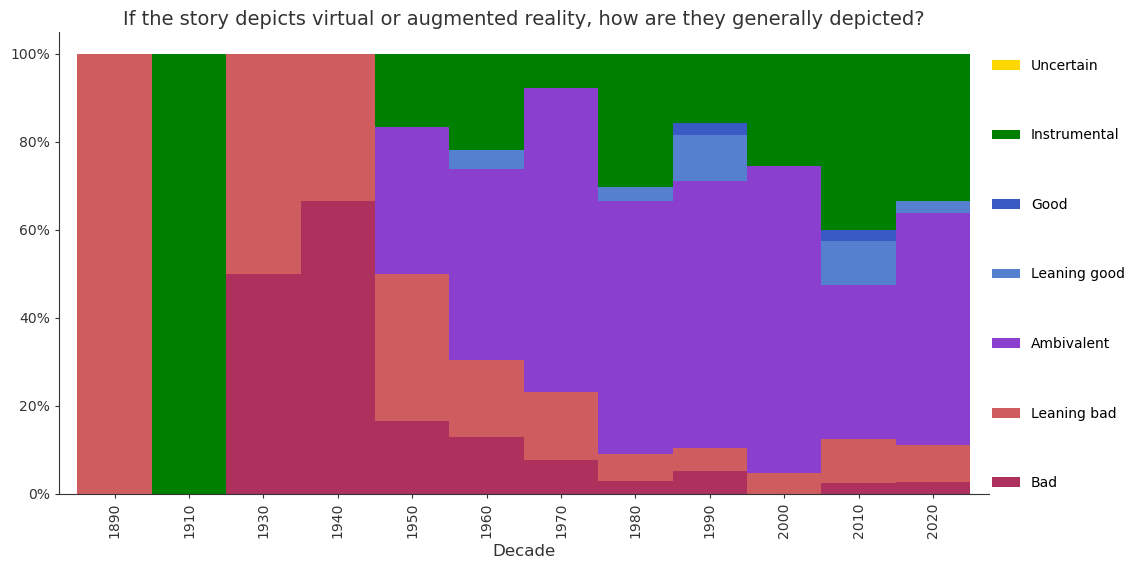 If the story depicts virtual or augmented reality, how are they generally depicted?
100%
80%
60%
40%
20%
0%
1890
1910
1930
1940
1950
1960
1970
1980
1990
2000
2010
2020
Decade
Uncertain
Instrumental
Good
Leaning good
Ambivalent
Leaning bad
Bad